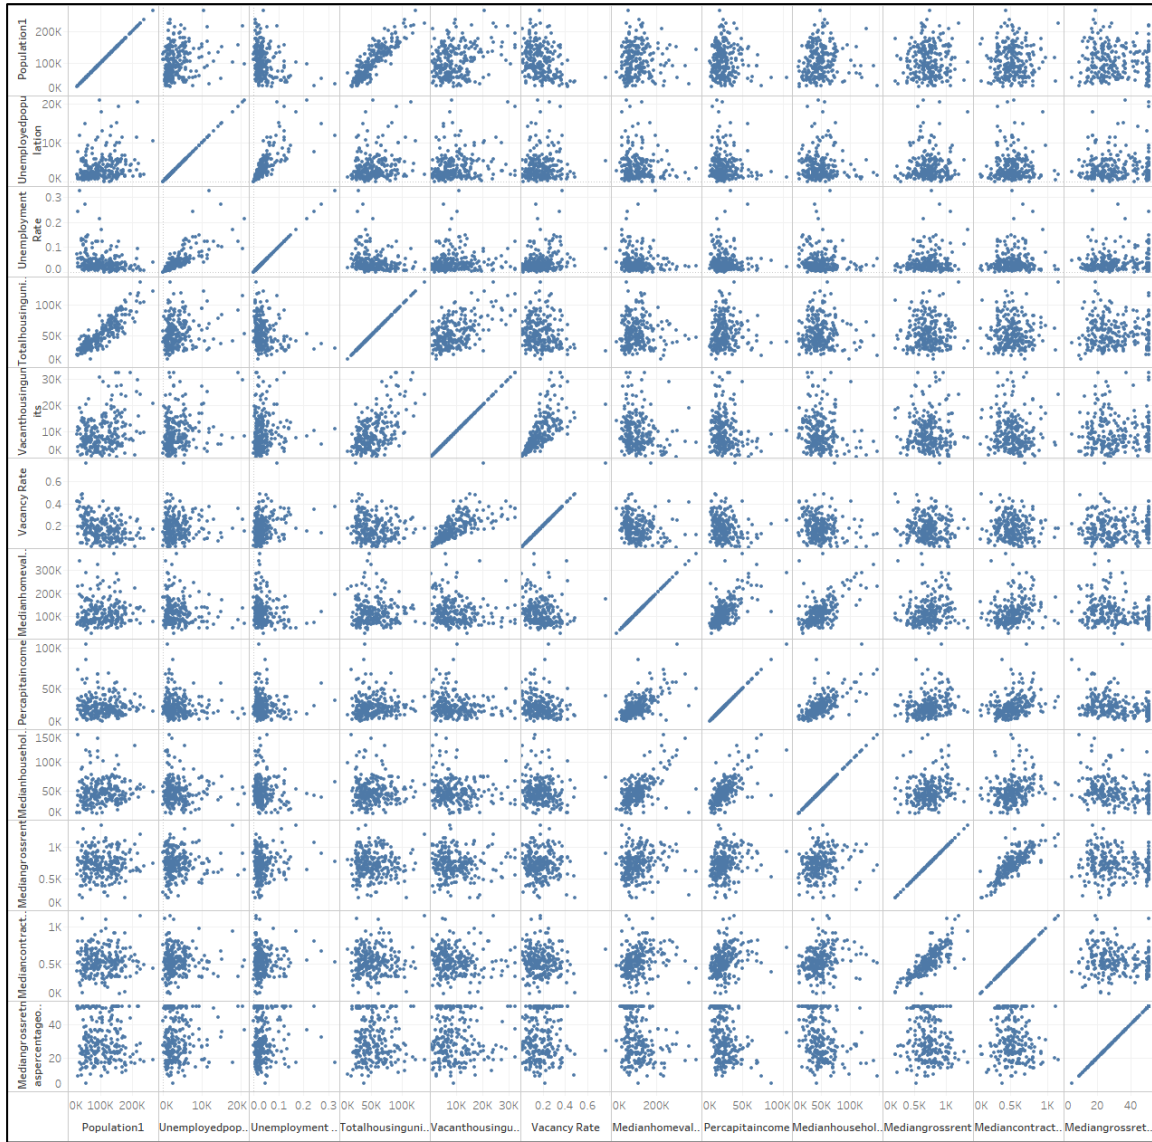 Population1
200K
100K
0K
Unemployedpopu
lation
20K
10K
0K
Unemployment
Rate
0.3
0.2
0.1
0.0
Totalhousinguni..
100K
50K
0K
Vacanthousingun
its
30K
20K
10K
0K
Vacancy Rate
0.6
0.4
0.2
Medianhomeval..
300K
200K
100K
0K
Percapitaincome
100K
50K
0K
Medianhousehol..
150K
100K
50K
0K
Mediangrossrent
1K
0.5K
0K
Mediancontract..
1K
0.5K
0K
Mediangrossretn
aspercentageo..
40
20
0
0K 100K 200K
0K 10K 20K
0.0 0.1 0.2 0.3
0K 50K 100K
10K 20K 30K
0.2 0.4 0.6
0K 200K
0K 50K 100K
0K 50K 100K 150K
0K 0.5K 1K
0K 0.5K 1K
0 20 40
Population1 Unemployedpop.. Unemployment .. Totalhousinguni.. Vacanthousingu.. Vacancy Rate Medianhomeval.. Percapitaincome Medianhousehol.. Mediangrossrent Mediancontract.. Mediangrossret..